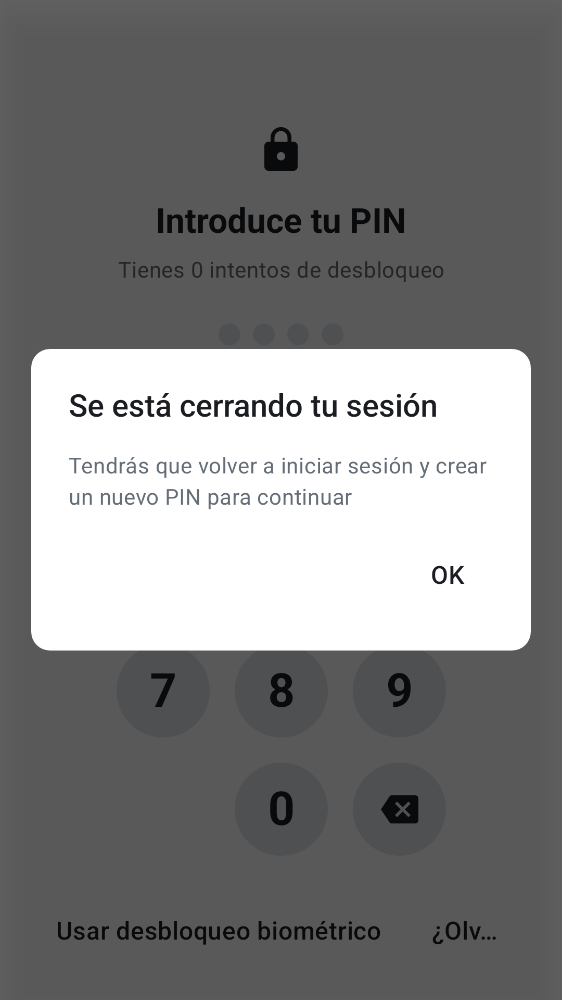 Introduce tu PIN
Tienes 0 intentos de desbloqueo
Se está cerrando tu sesión
Tendrás que volver a iniciar sesión y crear
un nuevo PIN para continuar
OK
7 8 9
0
Usar desbloqueo biométrico ¿Olv...